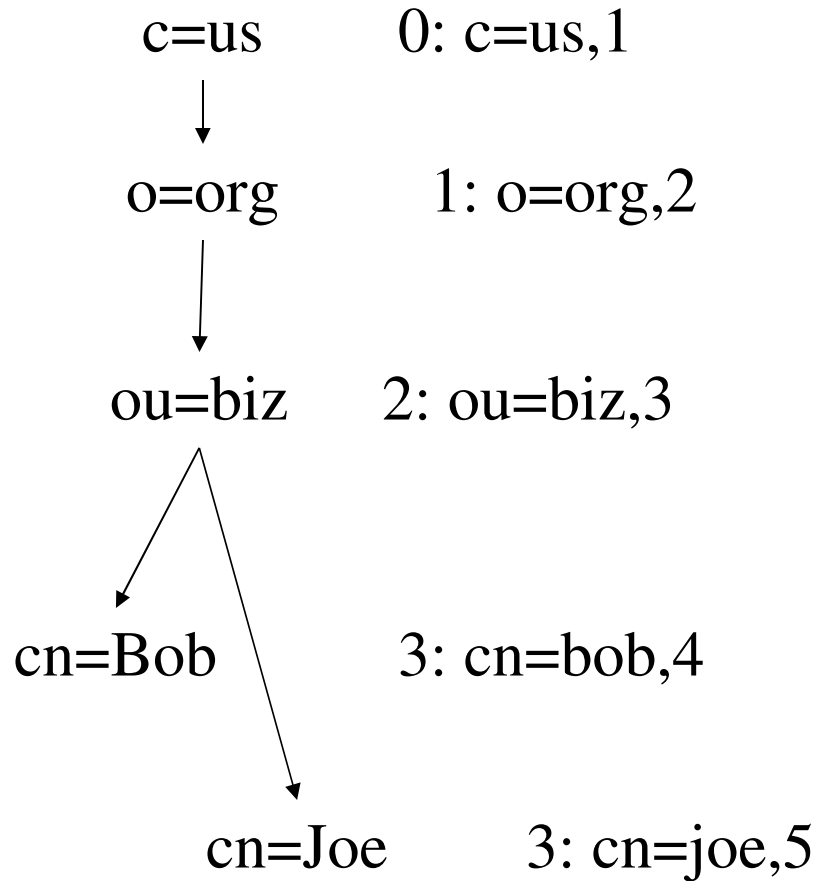 c=us 0: c=us,1
o=org 1: o=org,2
ou=biz 2: ou=biz,3
cn=Bob 3: cn=bob,4
cn=Joe 3: cn=joe,5